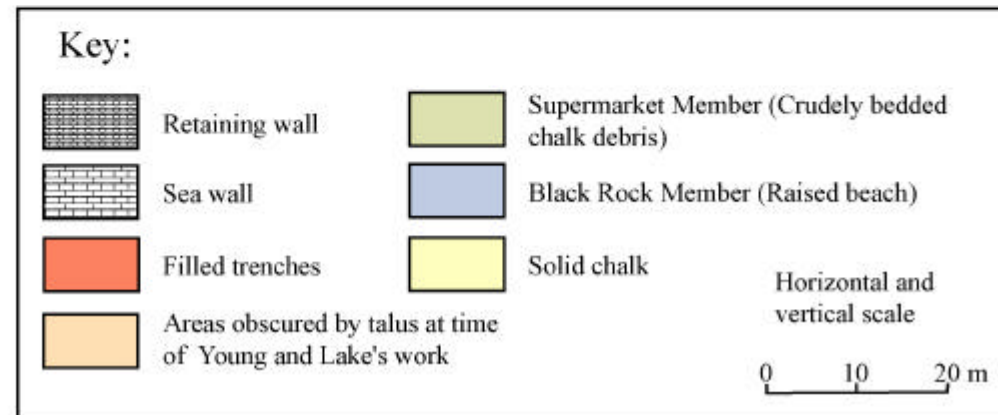 Key:
Retaining wall
Sea wall
Filled trenches
Areas obscured by talus at time
of Young and Lake's work
Supermarket Member (Crudely bedded
chalk debris)
Black Rock Member (Raised beach)
Solid chalk
Horizontal and
vertical scale
0 10 20 m